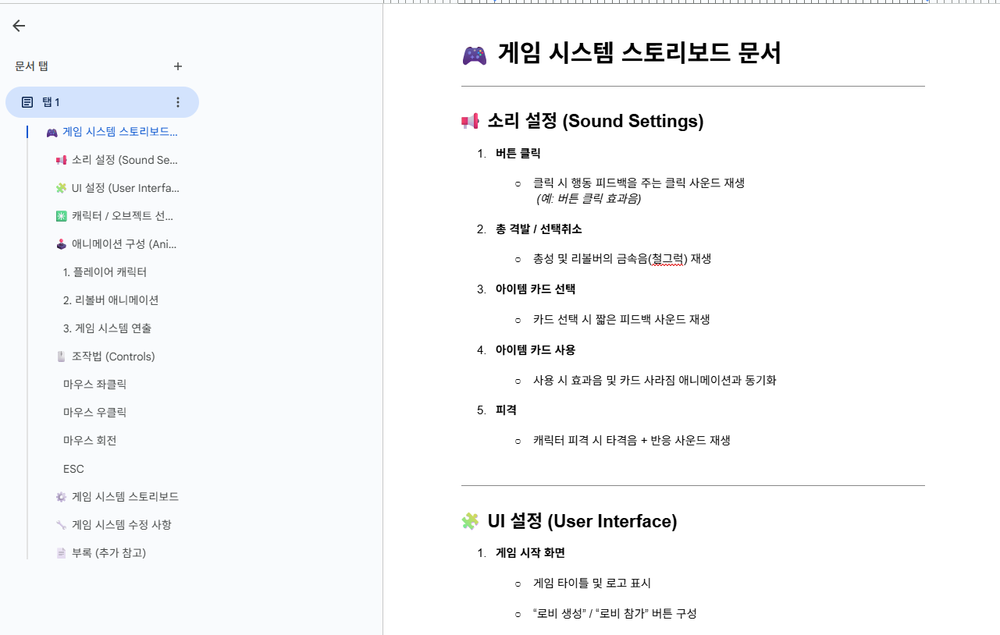 문서 탭
탭 1
게임 시스템 스토리보드...
소리 설정 (Sound Se...
UI 설정 (User Interfa...
캐릭터 / 오브젝트 선...
애니메이션 구성 (Ani...
1. 플레이어 캐릭터
2. 리볼버 애니메이션
3. 게임 시스템 연출
조작법 (Controls)
마우스 좌클릭
마우스 우클릭
마우스 회전
ESC
게임 시스템 스토리보드
게임 시스템 수정 사항
부록 (추가 참고)
게임 시스템 스토리보드 문서
소리 설정 (Sound Settings)
1. 버튼 클릭
○ 클릭 시 행동 피드백을 주는 클릭 사운드 재생
(예: 버튼 클릭 효과음)
2. 총 격발 / 선택취소
○ 총성 및 리볼버의 금속음(철그럭) 재생
3. 아이템 카드 선택
○ 카드 선택 시 짧은 피드백 사운드 재생
4. 아이템 카드 사용
○ 사용 시 효과음 및 카드 사라짐 애니메이션과 동기화
5. 피격
○ 캐릭터 피격 시 타격음 + 반응 사운드 재생
UI 설정 (User Interface)
1. 게임 시작 화면
○ 게임 타이틀 및 로고 표시
○ “로비 생성” / “로비 참가” 버튼 구성